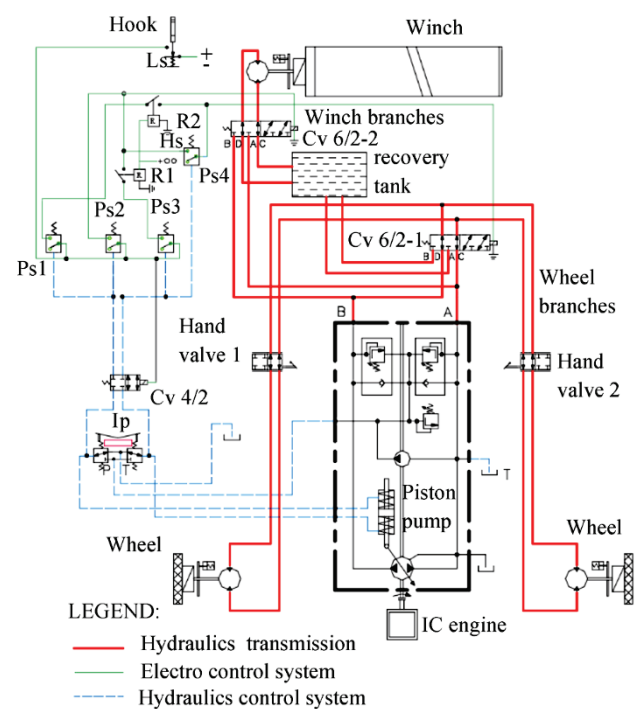 Hook
Winch
Ls
+
-
R2
R
Hs
Winch branches
Cv 6/2-2
B D A C
recovery
tank
+oo
R
R1
Ps4
Ps2
Ps3
Ps1
Cv 6/2-1
B D A C
Wheel
branches
B
A
Hand
valve 1
Hand
valve 2
Cv 4/2
Ip
P T
T
Piston
pump
Wheel
Wheel
IC engine
LEGEND:
Hydraulics transmission
Electro control system
Hydraulics control system